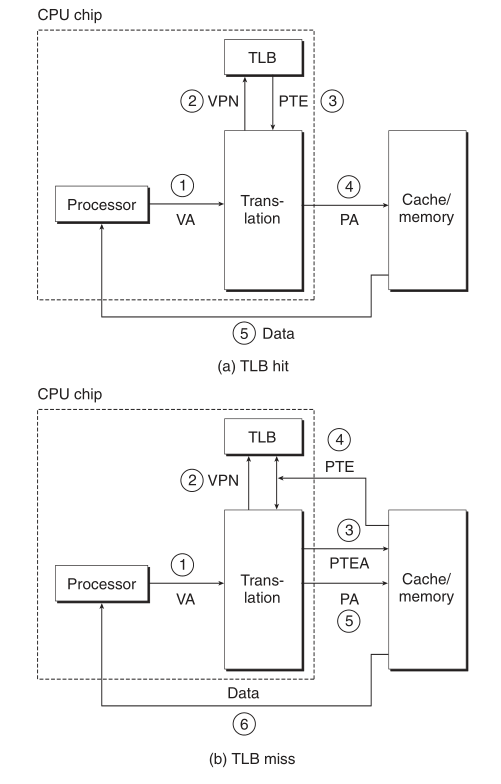 CPU chip
TLB
2 VPN
PTE 3
1
VA
Processor
Trans-
lation
4
PA
Cache/
memory
5 Data
(a) TLB hit
CPU chip
TLB
4
PTE
2 VPN
3
PTEA
1
VA
Processor
Trans-
lation
PA
5
Cache/
memory
Data
6
(b) TLB miss